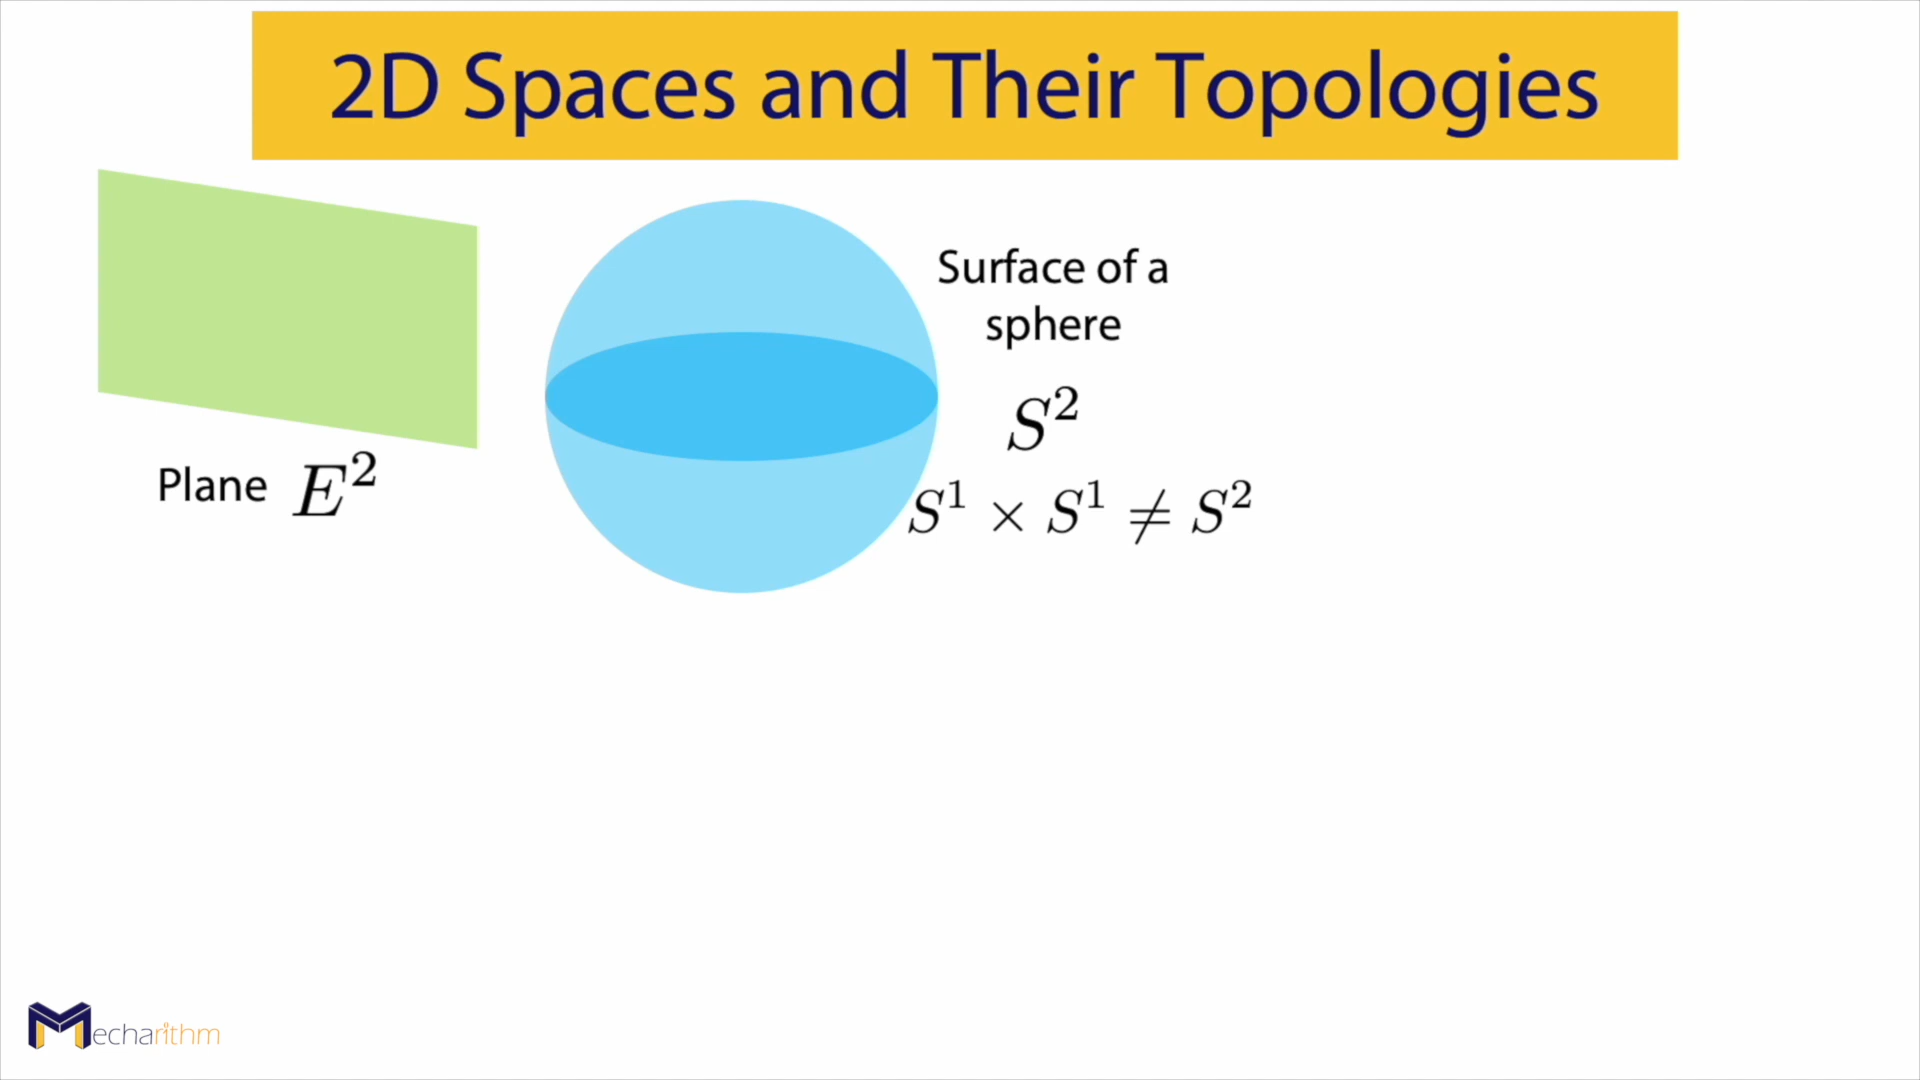 2D Spaces and Their Topologies
Plane E²
Surface of a
sphere
S²
S¹ × S¹ ≠ S²
Mecharithm